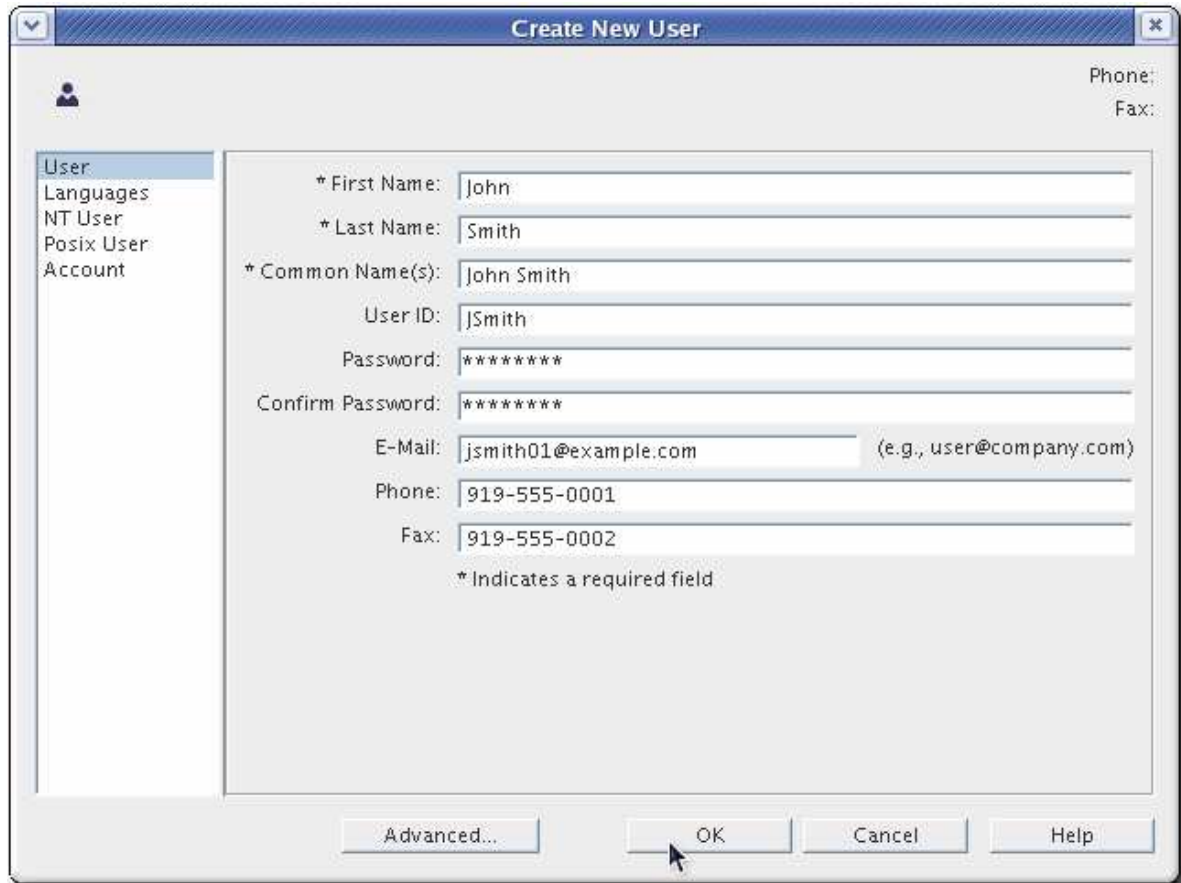 Create New User
Phone:
Fax:
User
Languages
NT User
Posix User
Account
* First Name: John
* Last Name: Smith
* Common Name(s): John Smith
User ID: JSmith
Password: ********
Confirm Password: ********
E-Mail: jsmith01@example.com (e.g., user@company.com)
Phone: 919-555-0001
Fax: 919-555-0002
* Indicates a required field
Advanced... OK Cancel Help